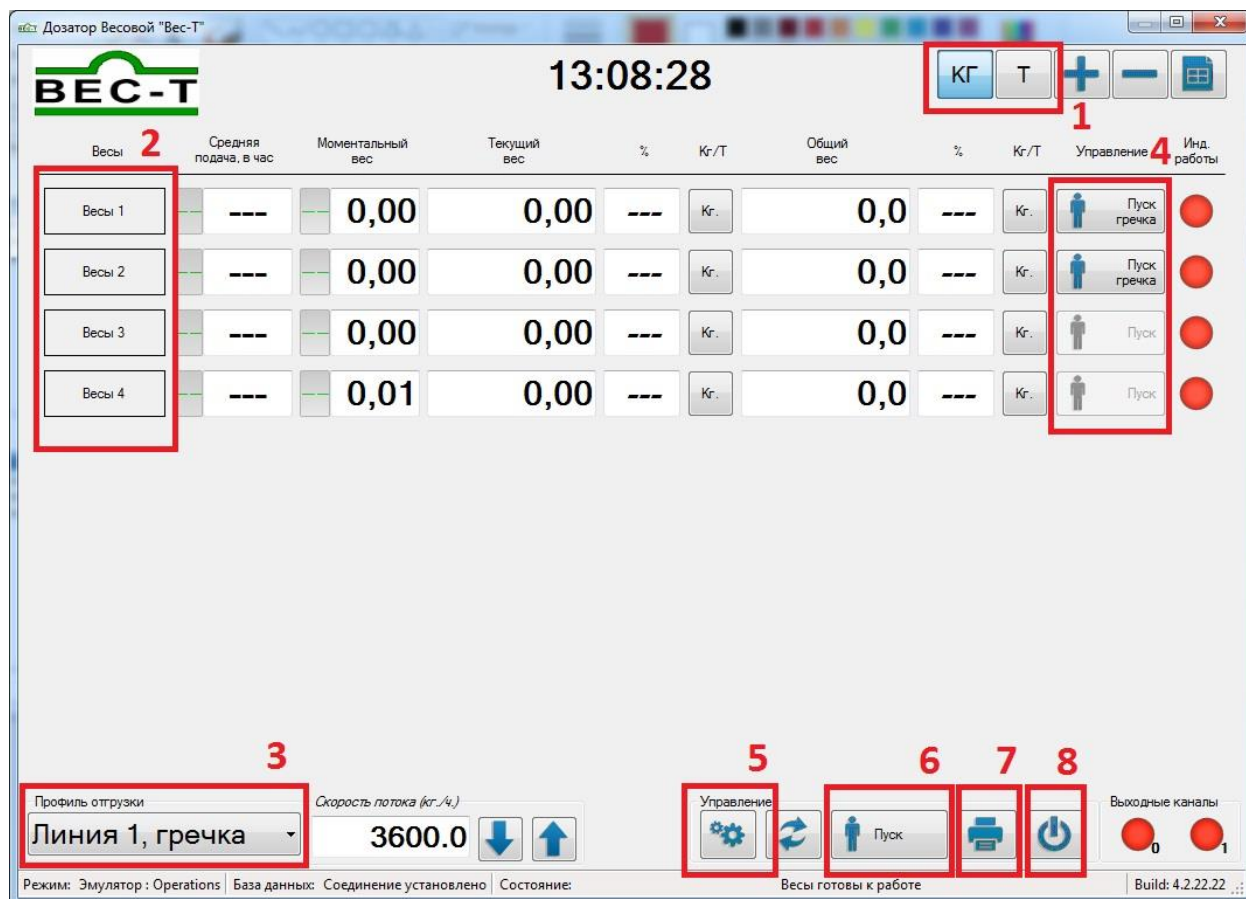 Дозатор Весовой "Вес-Т"
ВЕС-Т
13:08:28
КГ Т
1
Весы 2 Средняя подача, в час Моментальный вес Текущий вес % Кг/Т Общий вес % Кг/Т Управление 4 Инд. работы
Весы 1 --- 0,00 0,00 --- Кг. 0,0 --- Кг. Пуск гречка
Весы 2 --- 0,00 0,00 --- Кг. 0,0 --- Кг. Пуск гречка
Весы 3 --- 0,00 0,00 --- Кг. 0,0 --- Кг. Пуск
Весы 4 --- 0,01 0,00 --- Кг. 0,0 --- Кг. Пуск
3 5 6 7 8
Профиль отгрузки Скорость потока (кг./ч.) Управление Выходные каналы
Линия 1, гречка 3600.0 Пуск 0 1
Режим: Эмулятор : Operations База данных: Соединение установлено Состояние: Весы готовы к работе Build: 4.2.22.22